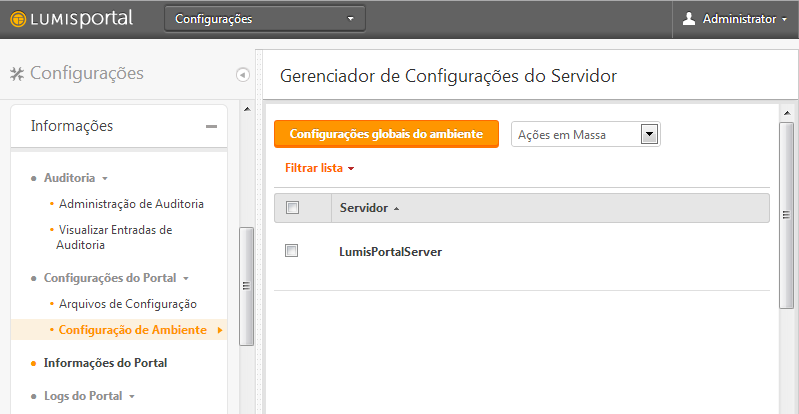 LUMISportal
Configurações
Administrator
Configurações
Gerenciador de Configurações do Servidor
Informações
Configurações globais do ambiente
Ações em Massa
Filtrar lista
Auditoria
Administração de Auditoria
Visualizar Entradas de
Auditoria
Servidor
LumisPortalServer
Configurações do Portal
Arquivos de Configuração
Configuração de Ambiente
Informações do Portal
Logs do Portal